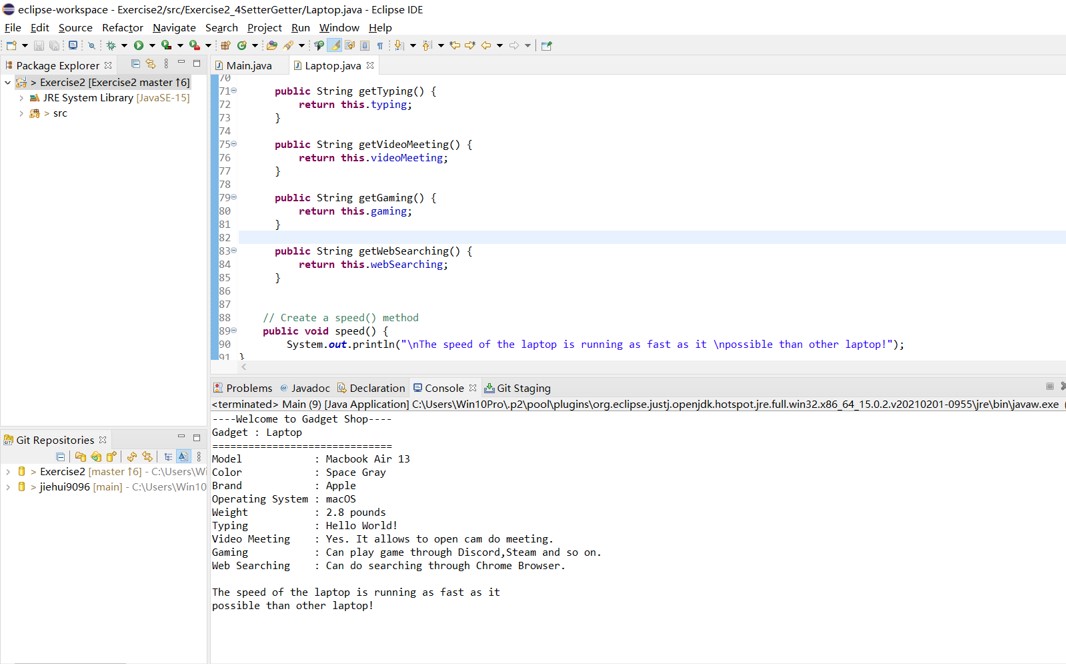 eclipse-workspace - Exercise2/src/Exercise2_4SetterGetter/Laptop.java - Eclipse IDE
File Edit Source Refactor Navigate Search Project Run Window Help
Package Explorer
> Exercise2 [Exercise2 master ↑6]
JRE System Library [JavaSE-15]
> src
Main.java Laptop.java
70
71 public String getTyping() {
72 return this.typing;
73 }
74
75 public String getVideoMeeting() {
76 return this.videoMeeting;
77 }
78
79 public String getGaming() {
80 return this.gaming;
81 }
82
83 public String getWebSearching() {
84 return this.webSearching;
85 }
86
87
88 // Create a speed() method
89 public void speed() {
90 System.out.println("\nThe speed of the laptop is running as fast as it \npossible than other laptop!");
91 }
Problems Javadoc Declaration Console Git Staging
<terminated> Main (9) [Java Application] C:\Users\Win10Pro\.p2\pool\plugins\org.eclipse.justj.openjdk.hotspot.jre.full.win32.x86_64_15.0.2.v20210201-0955\jre\bin\javaw.exe (
----Welcome to Gadget Shop----
Gadget : Laptop
==============================
Model : Macbook Air 13
Color : Space Gray
Brand : Apple
Operating System : macOS
Weight : 2.8 pounds
Typing : Hello World!
Video Meeting : Yes. It allows to open cam do meeting.
Gaming : Can play game through Discord,Steam and so on.
Web Searching : Can do searching through Chrome Browser.
The speed of the laptop is running as fast as it
possible than other laptop!
Git Repositories
> Exercise2 [master ↑6] - C:\Users\W
> jiehui9096 [main] - C:\Users\Win10